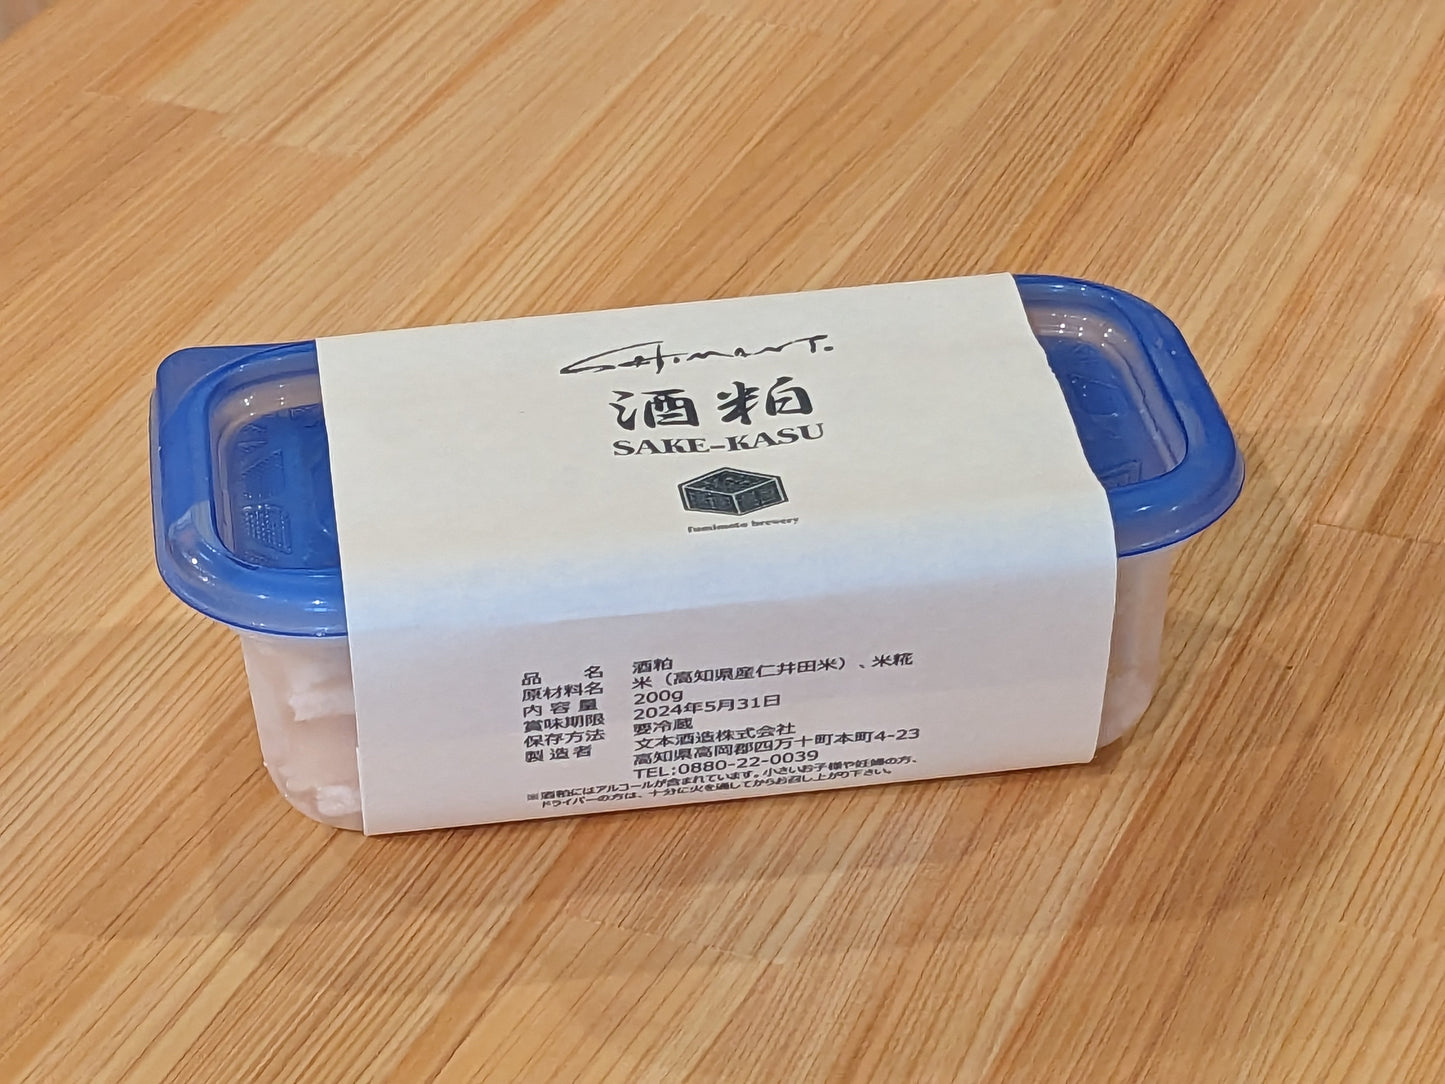 SHIMANT.
酒粕
SAKE-KASU
fumimoto brewery
品名 酒粕
原材料名 米（高知県産仁井田米）、米糀
内容量 200g
賞味期限 2024年5月31日
保存方法 要冷蔵
製造者 文本酒造株式会社
高知県高岡郡四万十町本町4-23
TEL:0880-22-0039
※酒粕にはアルコールが含まれています。小さいお子様や妊婦の方、
ドライバーの方は、十分に火を通してからお召し上がり下さい。